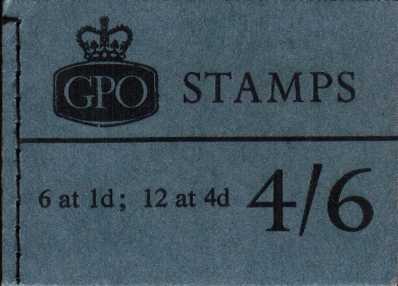 GPO STAMPS
6 at 1d; 12 at 4d 4/6